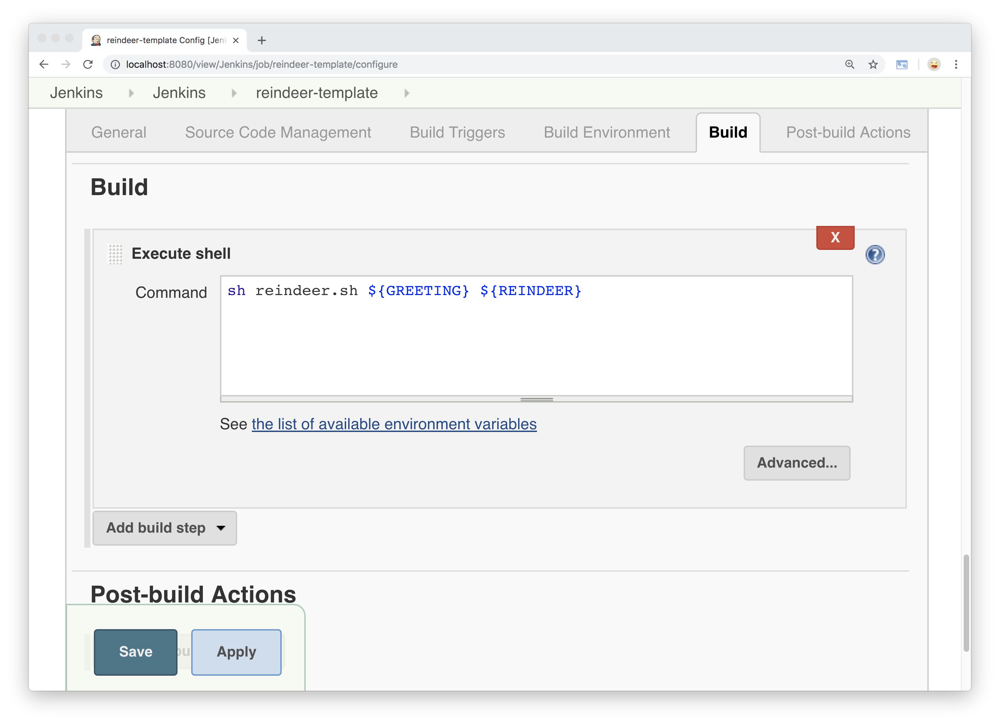 reindeer-template Config [Jen
localhost:8080/view/Jenkins/job/reindeer-template/configure
Jenkins Jenkins reindeer-template
General Source Code Management Build Triggers Build Environment Build Post-build Actions
Build
X
Execute shell
Command sh reindeer.sh ${GREETING} ${REINDEER}
See the list of available environment variables
Advanced...
Add build step
Post-build Actions
Save Apply